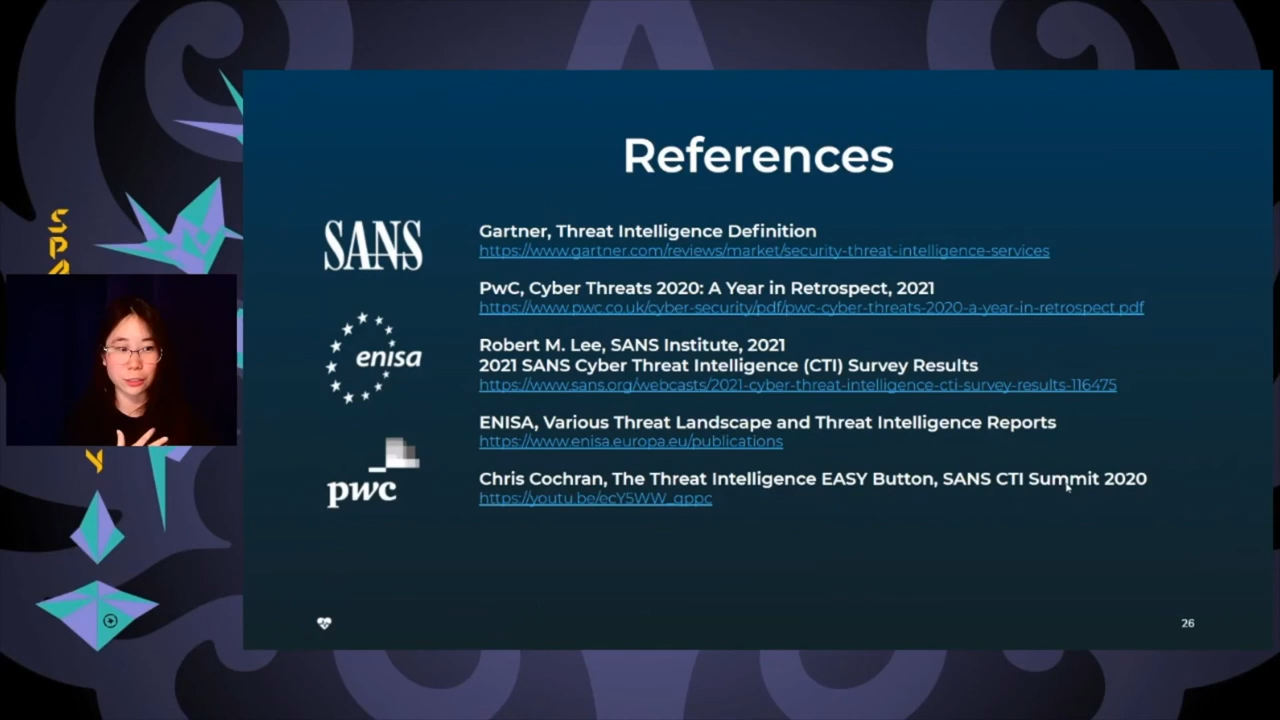 References
SANS
Gartner, Threat Intelligence Definition
https://www.gartner.com/reviews/market/security-threat-intelligence-services
PwC, Cyber Threats 2020: A Year in Retrospect, 2021
https://www.pwc.co.uk/cyber-security/pdf/pwc-cyber-threats-2020-a-year-in-retrospect.pdf
enisa
Robert M. Lee, SANS Institute, 2021
2021 SANS Cyber Threat Intelligence (CTI) Survey Results
https://www.sans.org/webcasts/2021-cyber-threat-intelligence-cti-survey-results-116475
ENISA, Various Threat Landscape and Threat Intelligence Reports
https://www.enisa.europa.eu/publications
pwc
Chris Cochran, The Threat Intelligence EASY Button, SANS CTI Summit 2020
https://youtu.be/ecY5WW_qppc
26